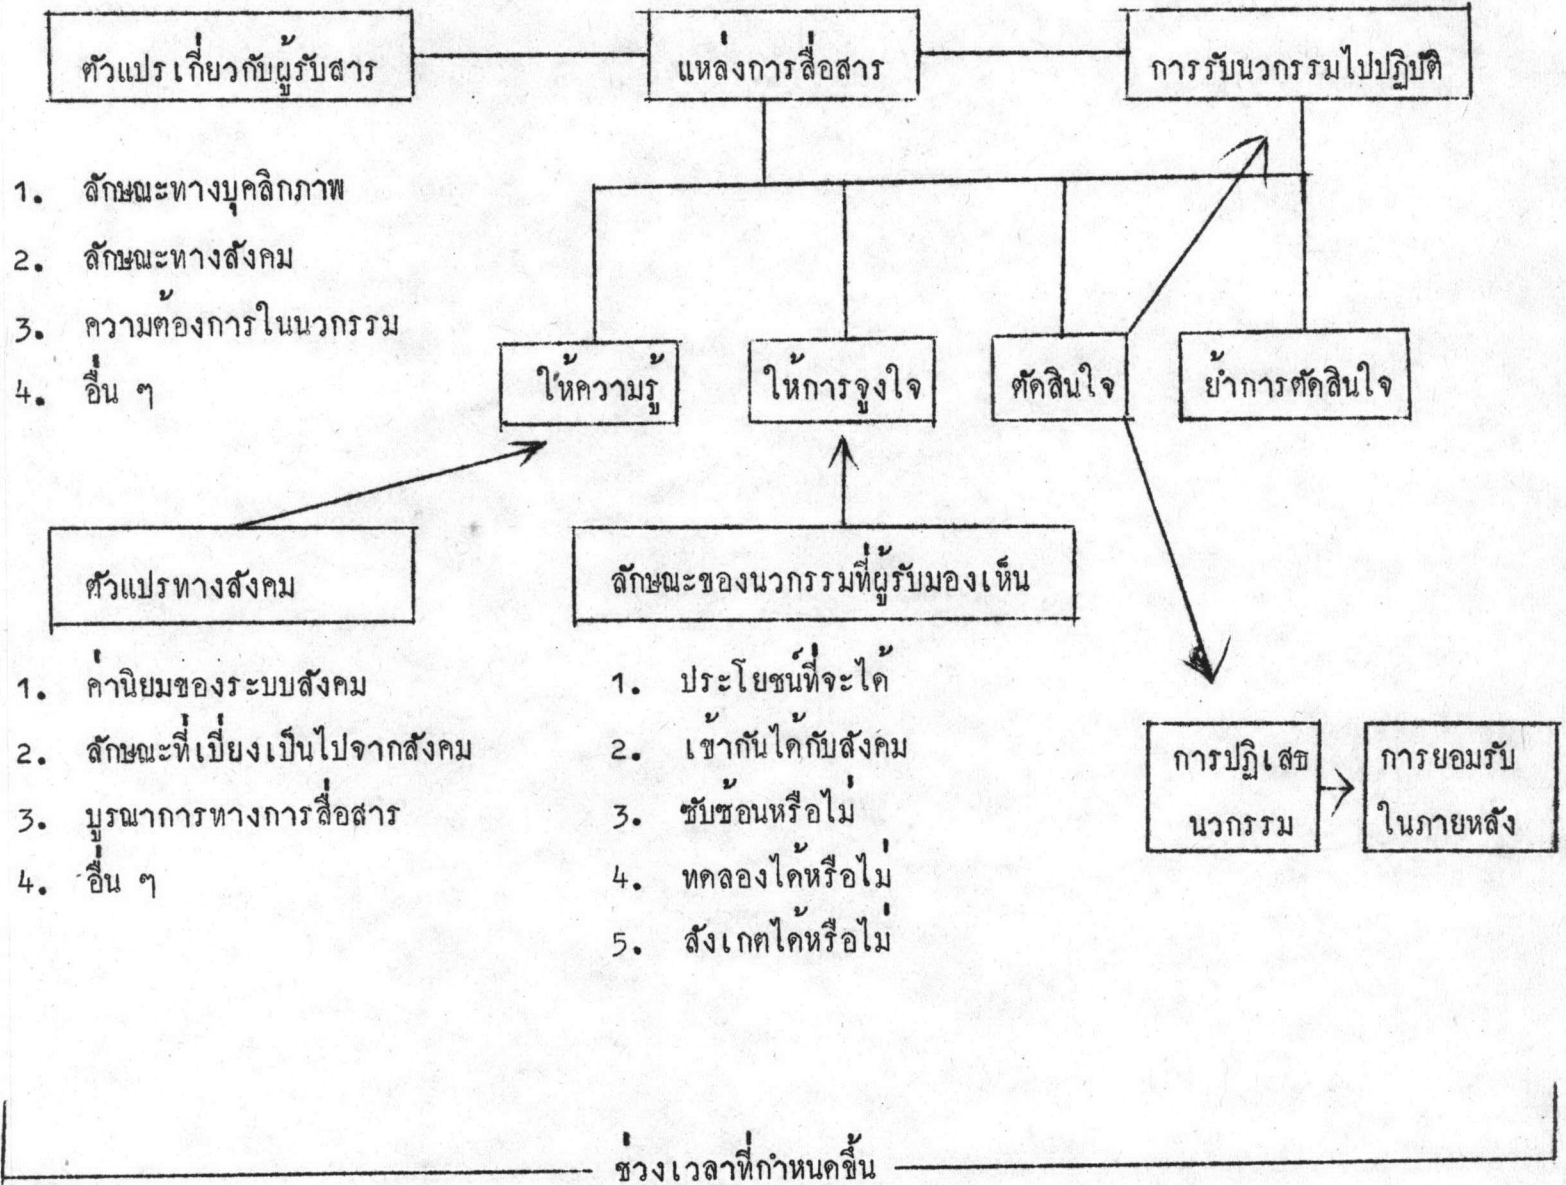 ตัวแปรเกี่ยวกับผู้รับสาร
แหล่งการสื่อสาร
การรับนวกรรมไปปฏิบัติ
1. ลักษณะทางบุคลิกภาพ
2. ลักษณะทางสังคม
3. ความต้องการในนวกรรม
4. อื่น ๆ
ให้ความรู้
ให้การจูงใจ
ตัดสินใจ
ย้ำการตัดสินใจ
ตัวแปรทางสังคม
ลักษณะของนวกรรมที่ผู้รับมองเห็น
1. ค่านิยมของระบบสังคม
2. ลักษณะที่เบี่ยงเป็นไปจากสังคม
3. บูรณาการทางการสื่อสาร
4. อื่น ๆ
1. ประโยชน์ที่จะได้
2. เข้ากันได้กับสังคม
3. ซับซ้อนหรือไม่
4. ทดลองได้หรือไม่
5. สังเกตได้หรือไม่
การปฏิเสธ
นวกรรม
การยอมรับ
ในภายหลัง
ช่วงเวลาที่กำหนดขึ้น